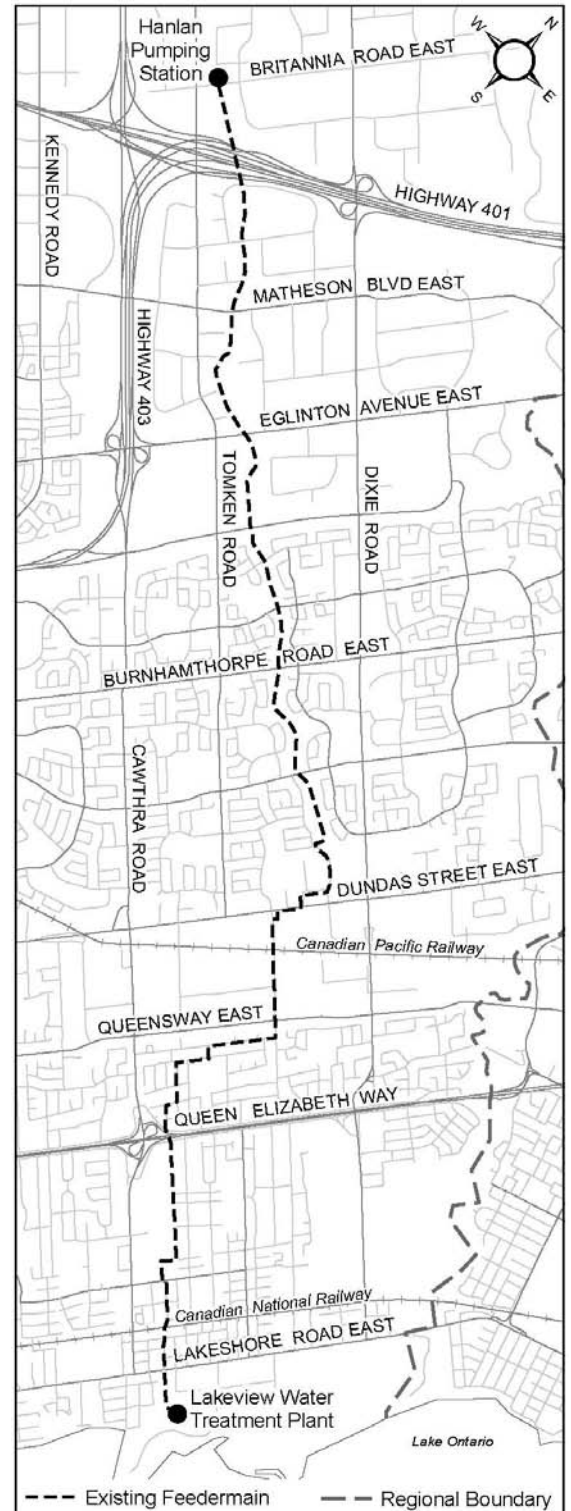 Hanlan
Pumping
Station
BRITANNIA ROAD EAST
W
N
S
E
KENNEDY ROAD
HIGHWAY 401
MATHESON BLVD EAST
HIGHWAY 403
EGLINTON AVENUE EAST
TOMKEN ROAD
DIXIE ROAD
BURNHAMTHORPE ROAD EAST
CAWTHRA ROAD
DUNDAS STREET EAST
Canadian Pacific Railway
QUEENSWAY EAST
QUEEN ELIZABETH WAY
Canadian National Railway
LAKESHORE ROAD EAST
Lakeview Water
Treatment Plant
Lake Ontario
Existing Feedermain
Regional Boundary